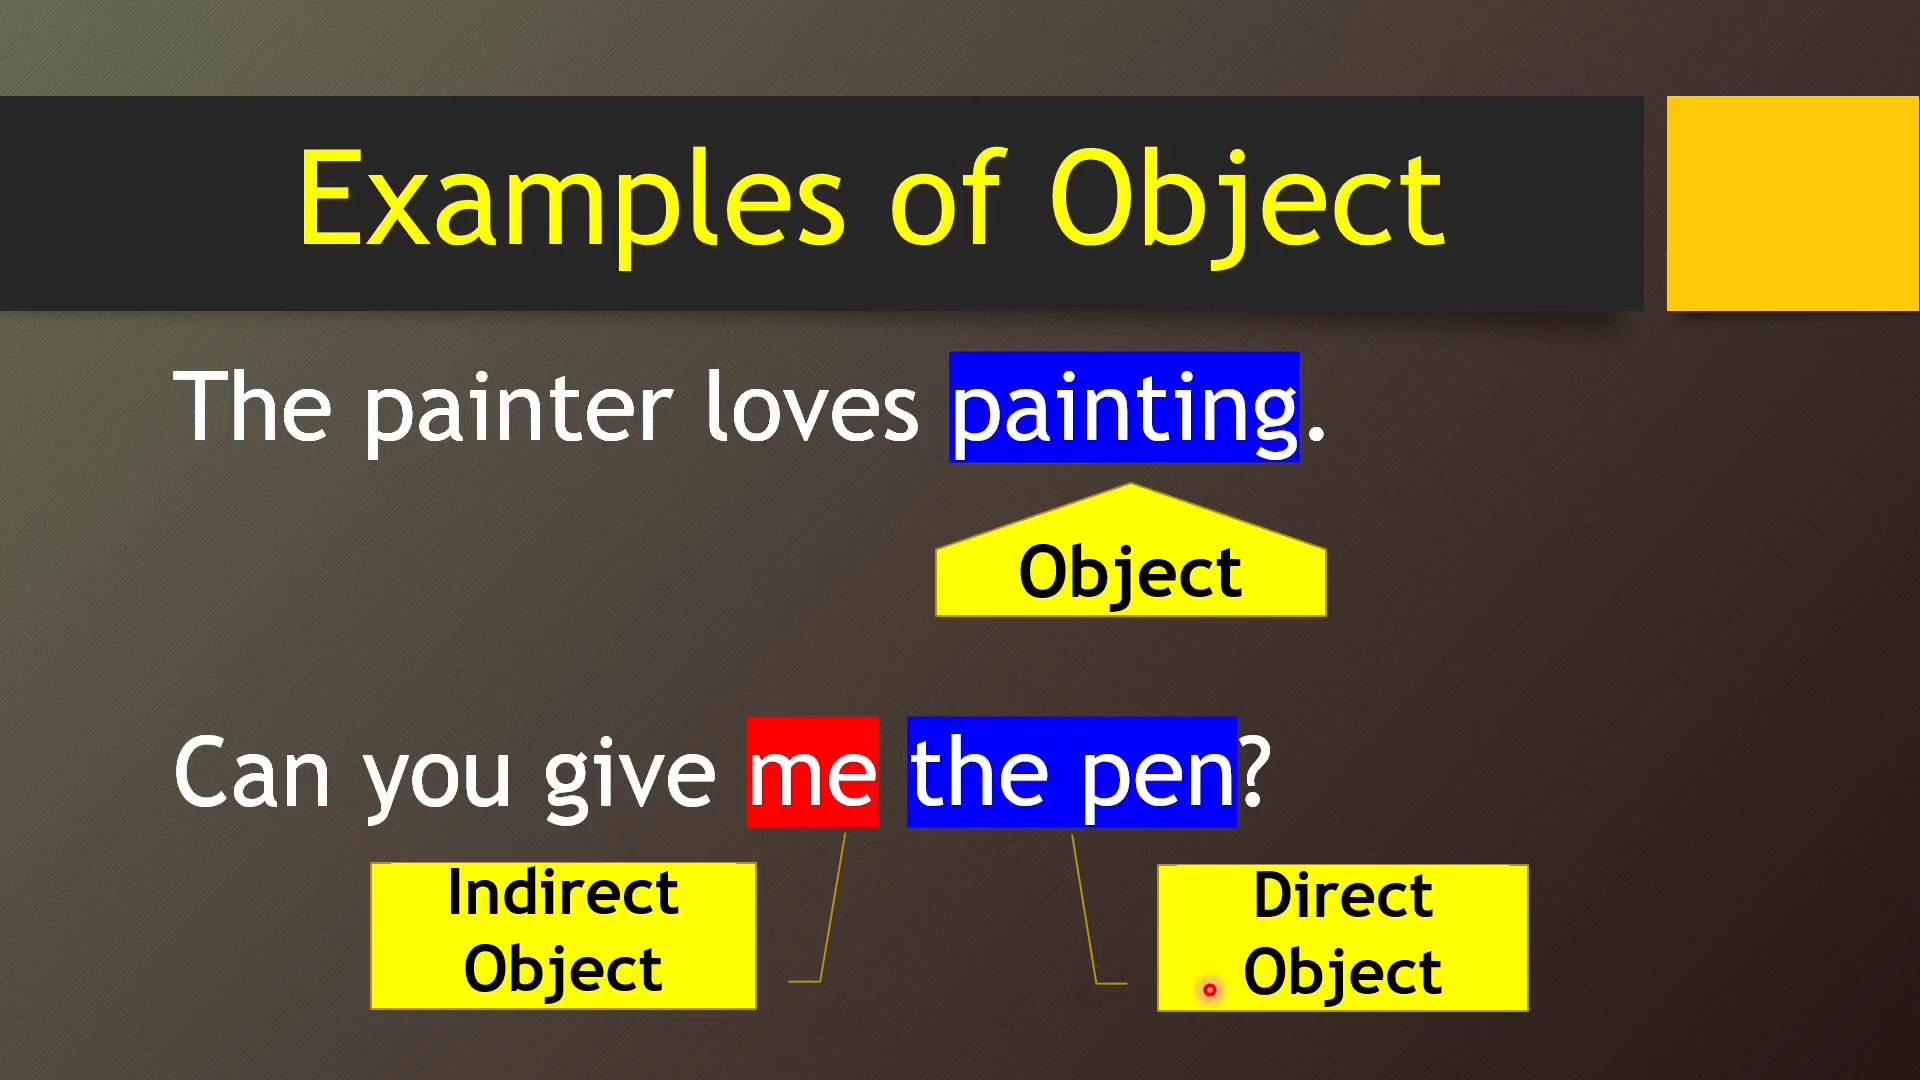 Examples of Object
The painter loves painting.
Object
Can you give me the pen?
Indirect
Object
Direct
Object